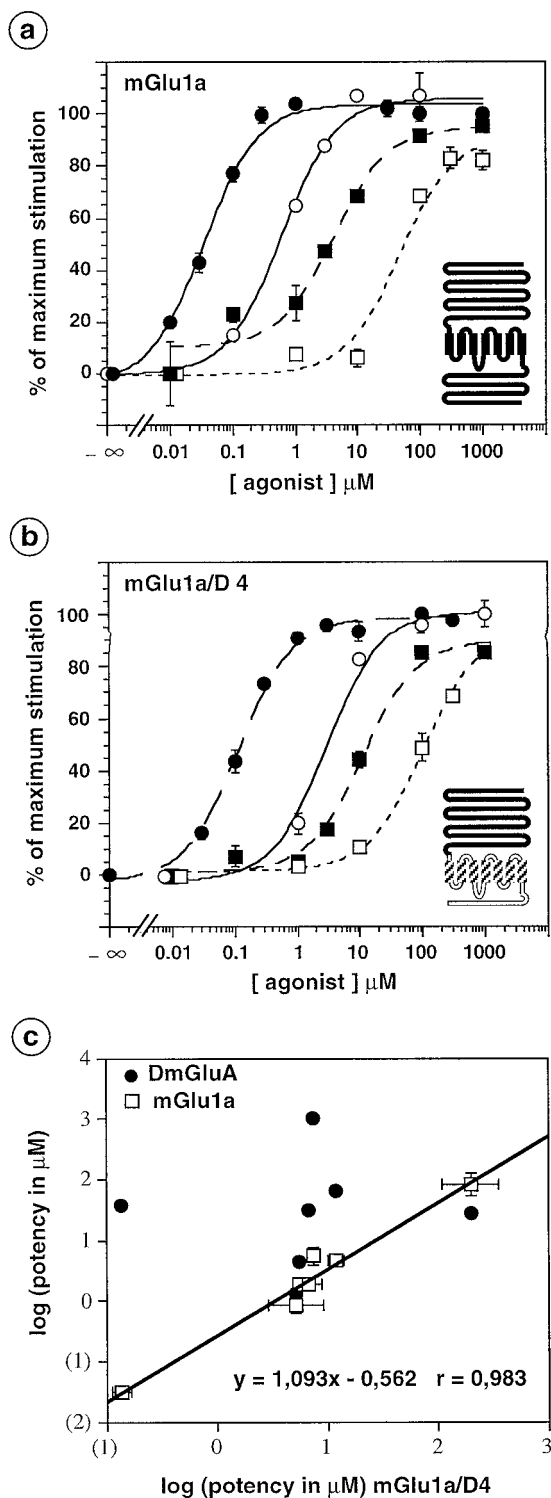 a
mGlu1a
% of maximum stimulation
100
80
60
40
20
0
– ∞
0.01
0.1
1
10
100
1000
[ agonist ] μM
b
mGlu1a/D 4
% of maximum stimulation
100
80
60
40
20
0
– ∞
0.01
0.1
1
10
100
1000
[ agonist ] μM
c
DmGluA
mGlu1a
log (potency in μM)
4
3
2
1
0
(1)
(2)
y = 1,093x - 0,562 r = 0,983
(1)
0
1
2
3
log (potency in μM) mGlu1a/D4